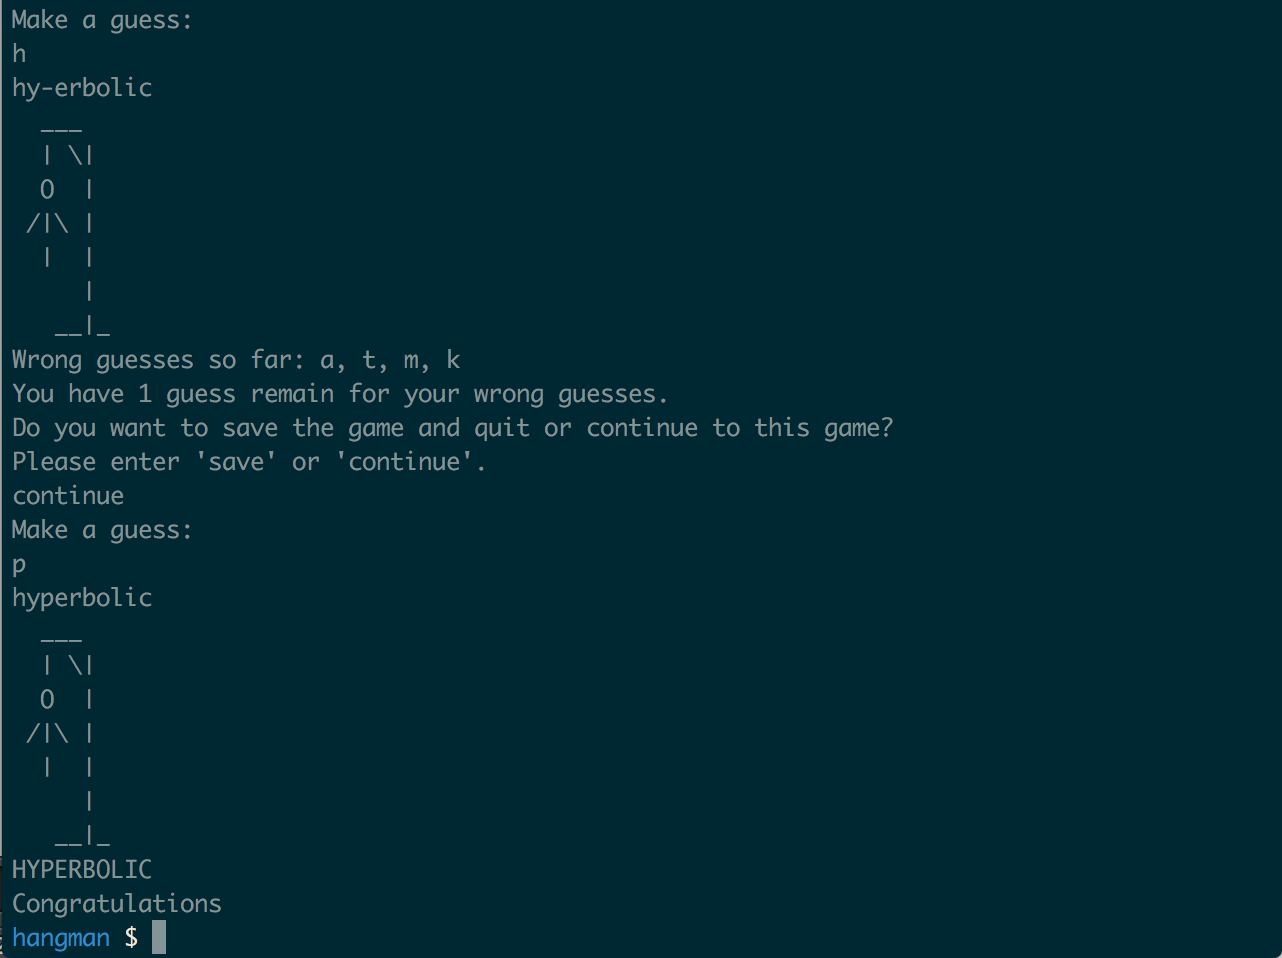 Make a guess:
h
hy-erbolic
  ___
  | \|
  O  |
 /|\ |
  |  |
     |
   __|_
Wrong guesses so far: a, t, m, k
You have 1 guess remain for your wrong guesses.
Do you want to save the game and quit or continue to this game?
Please enter 'save' or 'continue'.
continue
Make a guess:
p
hyperbolic
  ___
  | \|
  O  |
 /|\ |
  |  |
     |
   __|_
HYPERBOLIC
Congratulations
hangman $